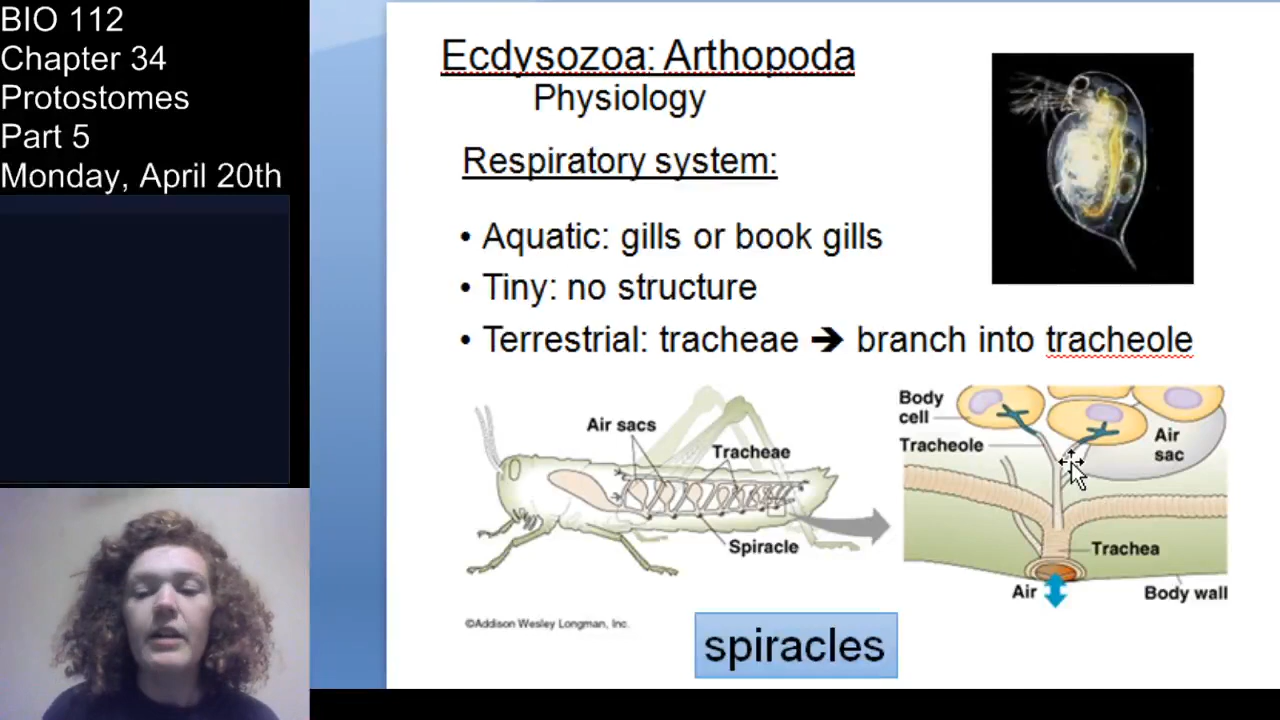 BIO 112
Chapter 34
Protostomes
Part 5
Monday, April 20th
Ecdysozoa: Arthopoda
Physiology
Respiratory system:
• Aquatic: gills or book gills
• Tiny: no structure
• Terrestrial: tracheae ➔ branch into tracheole
Air sacs
Tracheae
Spiracle
©Addison Wesley Longman, Inc.
Body
cell
Tracheole
Air
sac
Trachea
Air
Body wall
spiracles